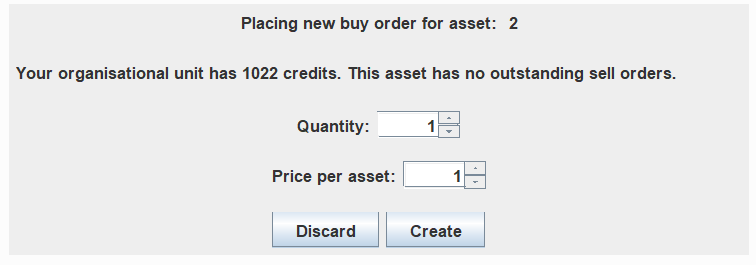 Placing new buy order for asset: 2
Your organisational unit has 1022 credits. This asset has no outstanding sell orders.
Quantity: 1
Price per asset: 1
Discard Create